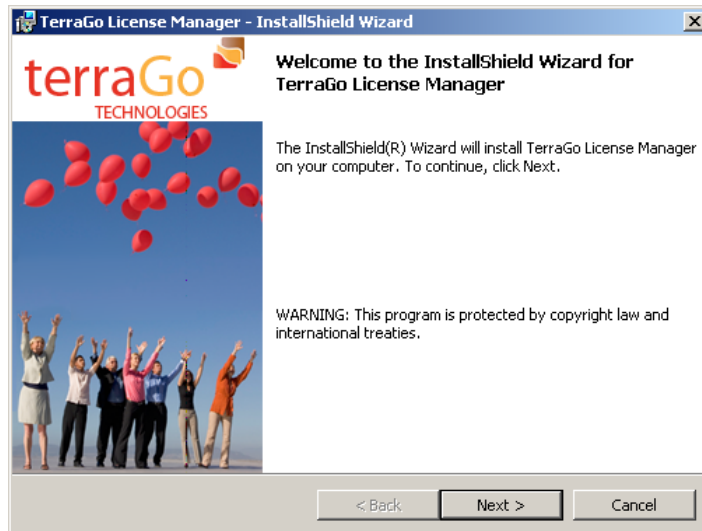 TerraGo License Manager - InstallShield Wizard
terraGo
TECHNOLOGIES
Welcome to the InstallShield Wizard for
TerraGo License Manager
The InstallShield(R) Wizard will install TerraGo License Manager
on your computer. To continue, click Next.
WARNING: This program is protected by copyright law and
international treaties.
< Back
Next >
Cancel